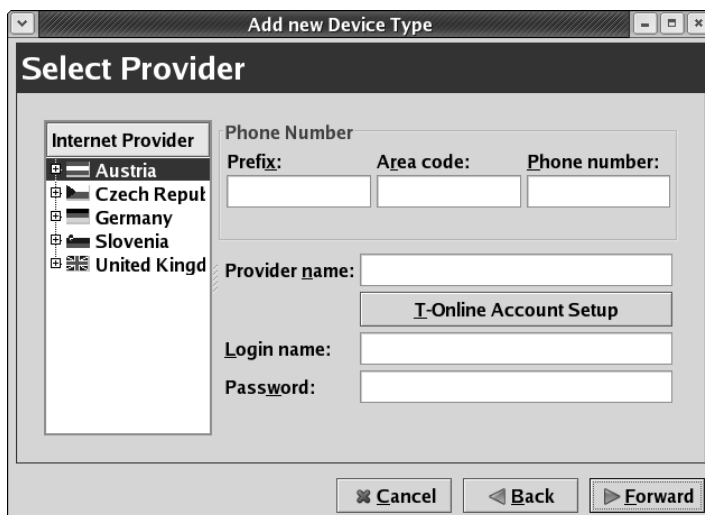 Add new Device Type
Select Provider
Internet Provider
Austria
Czech Repub
Germany
Slovenia
United Kingd
Phone Number
Prefix:
Area code:
Phone number:
Provider name:
T-Online Account Setup
Login name:
Password:
Cancel
Back
Forward